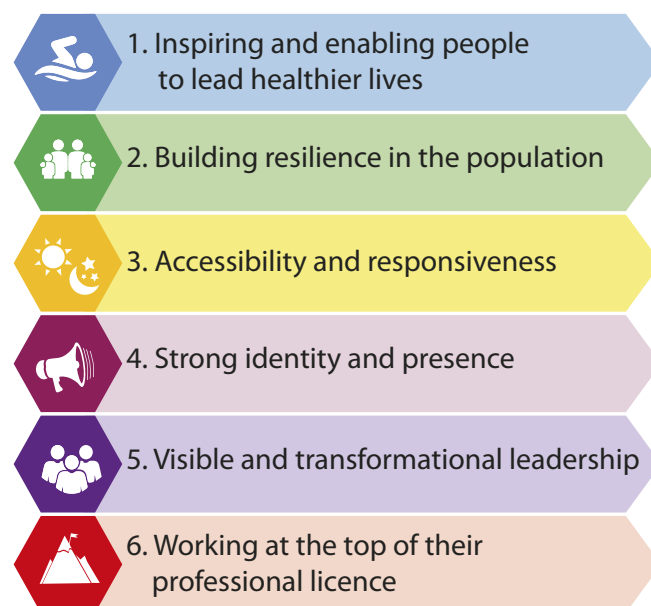 1. Inspiring and enabling people
to lead healthier lives
2. Building resilience in the population
3. Accessibility and responsiveness
4. Strong identity and presence
5. Visible and transformational leadership
6. Working at the top of their
professional licence